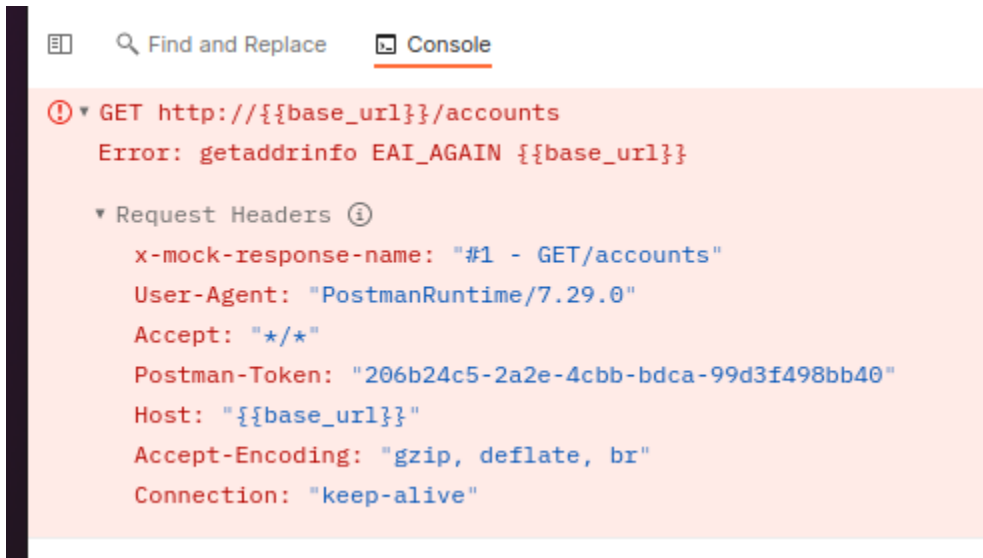 Find and Replace Console
GET http://{{base_url}}/accounts
Error: getaddrinfo EAI_AGAIN {{base_url}}
Request Headers
x-mock-response-name: "#1 - GET/accounts"
User-Agent: "PostmanRuntime/7.29.0"
Accept: "*/*"
Postman-Token: "206b24c5-2a2e-4cbb-bdca-99d3f498bb40"
Host: "{{base_url}}"
Accept-Encoding: "gzip, deflate, br"
Connection: "keep-alive"